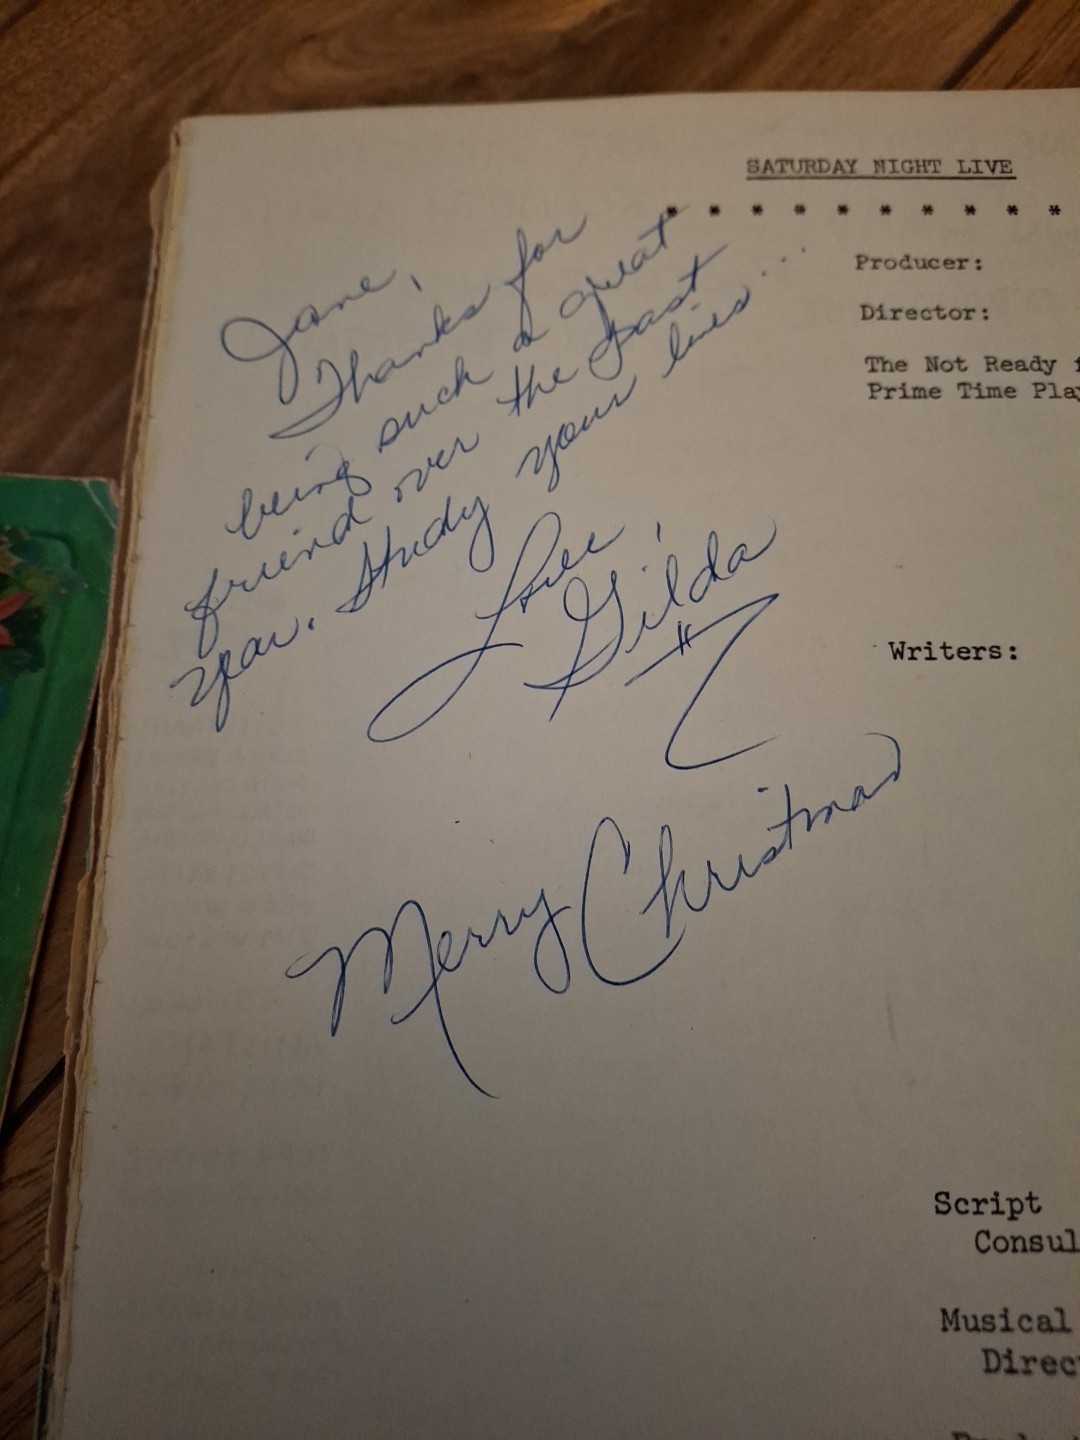 SATURDAY NIGHT LIVE
* * * * * * * * * *
Producer:
Director:
The Not Ready f
Prime Time Play
Jane,
Thanks for
being such a great
friend over the past
year. Study your lines...
Love,
Gilda
Merry Christmas
Writers:
Script
Consul
Musical
Direc